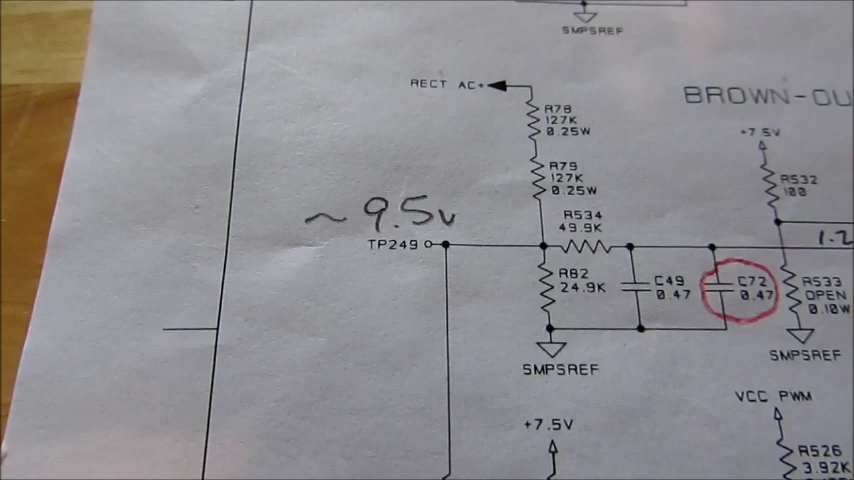 SMPSREF
RECT AC+
R78
127K
0.25W
BROWN-OU
+7.5V
R79
127K
0.25W
R532
100
~ 9.5v
R534
49.9K
TP249
1.2
R82
24.9K
C49
0.47
C72
0.47
R533
OPEN
0.10W
SMPSREF
SMPSREF
VCC PWM
+7.5V
R526
3.92K